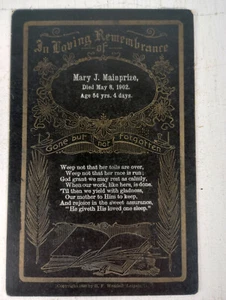 In Loving Remembrance
of
Mary J. Mainprize,
Died May 8, 1902.
Age 54 yrs. 4 days.
Gone but not forgotten
Weep not that her toils are over,
Weep not that her race is run;
God grant we may rest as calmly,
When our work, like hers, is done.
'Til then we yield with gladness,
Our mother to Him to keep,
And rejoice in the sweet assurance,
"He giveth His loved one sleep."